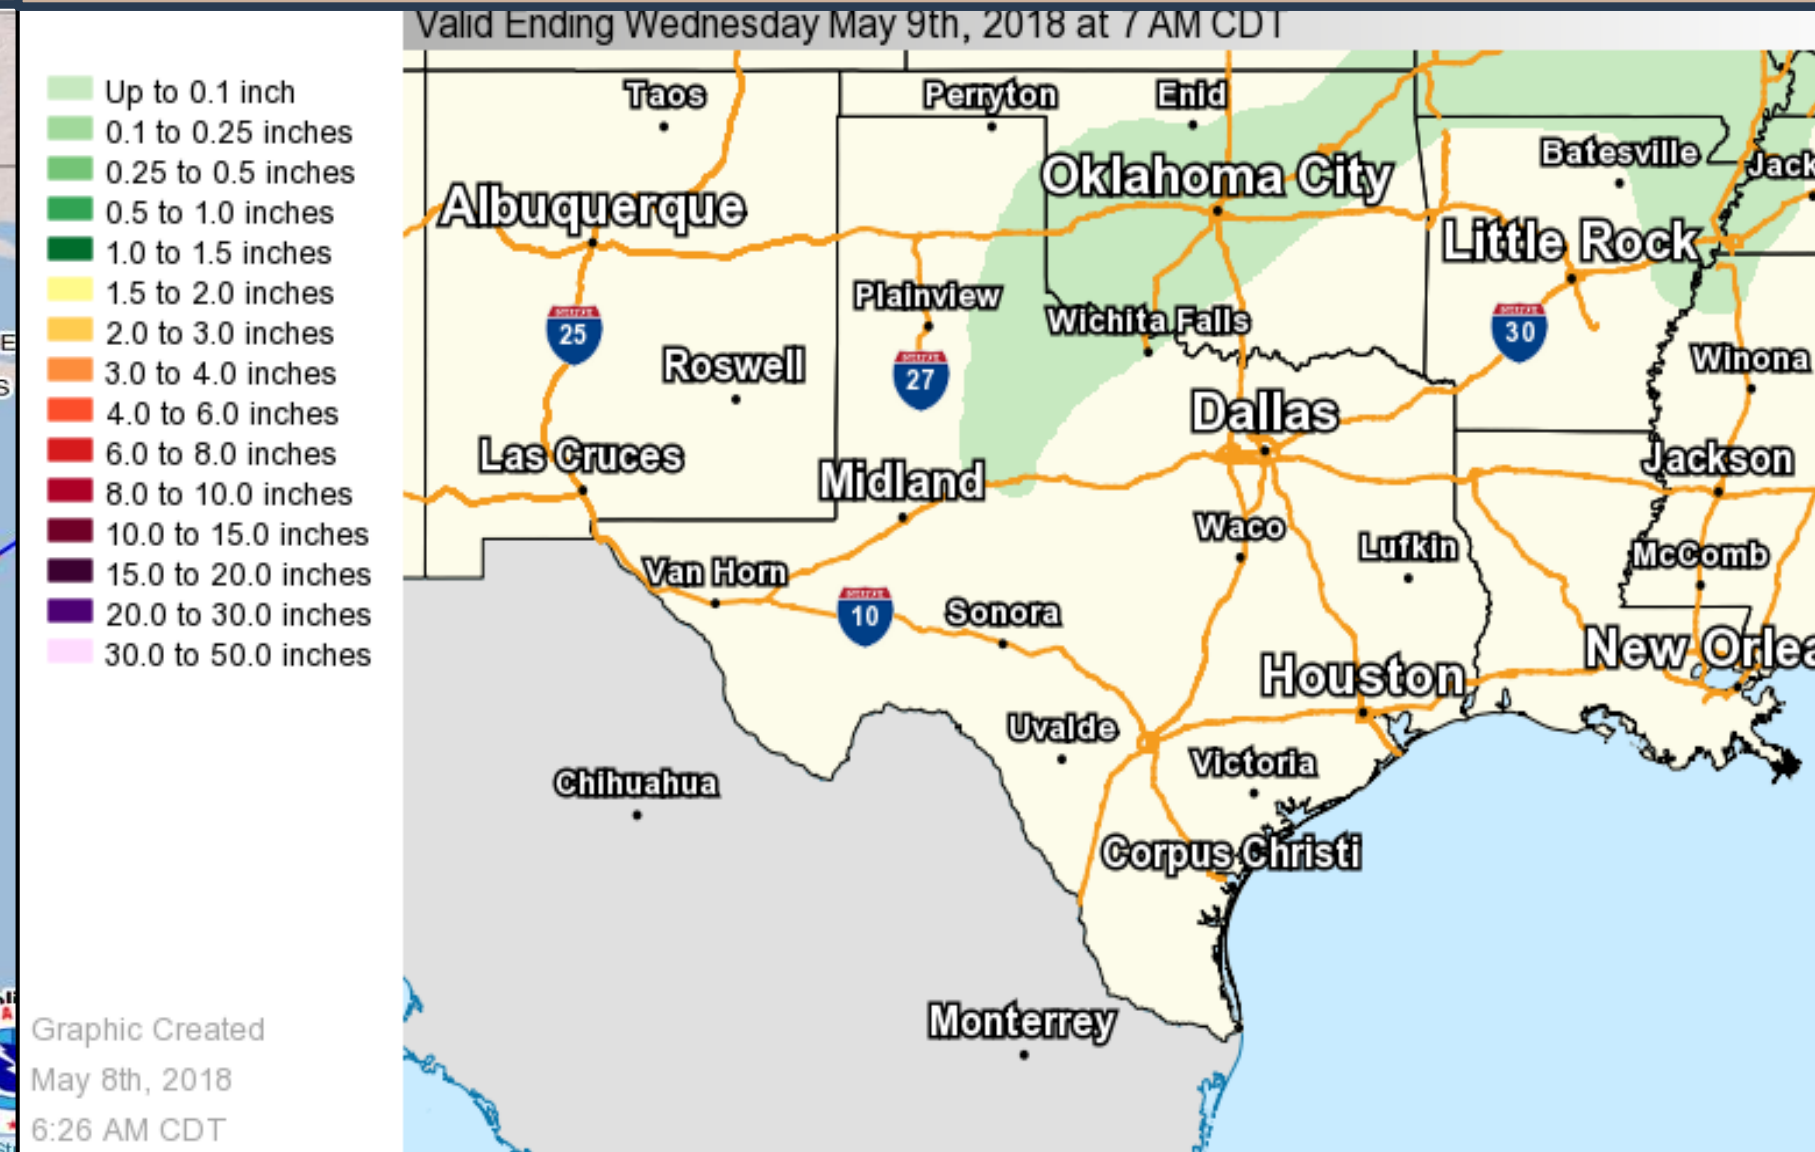 Valid Ending Wednesday May 9th, 2018 at 7 AM CDT
Up to 0.1 inch
0.1 to 0.25 inches
0.25 to 0.5 inches
0.5 to 1.0 inches
1.0 to 1.5 inches
1.5 to 2.0 inches
2.0 to 3.0 inches
3.0 to 4.0 inches
4.0 to 6.0 inches
6.0 to 8.0 inches
8.0 to 10.0 inches
10.0 to 15.0 inches
15.0 to 20.0 inches
20.0 to 30.0 inches
30.0 to 50.0 inches
Graphic Created
May 8th, 2018
6:26 AM CDT
Taos
Perryton
Enid
Batesville
Jack
Oklahoma City
Albuquerque
Little Rock
Plainview
Wichita Falls
25
30
Roswell
27
Winona
Dallas
Las Cruces
Midland
Jackson
Waco
Lufkin
McComb
Van Horn
10
Sonora
New Orlea
Houston
Uvalde
Victoria
Chihuahua
Corpus Christi
Monterrey